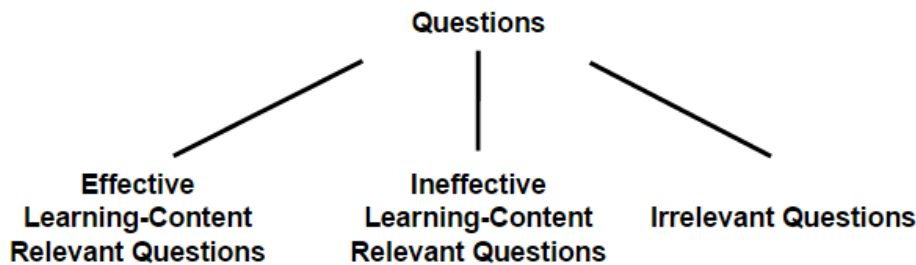 Questions
Effective
Learning-Content
Relevant Questions
Ineffective
Learning-Content
Relevant Questions
Irrelevant Questions